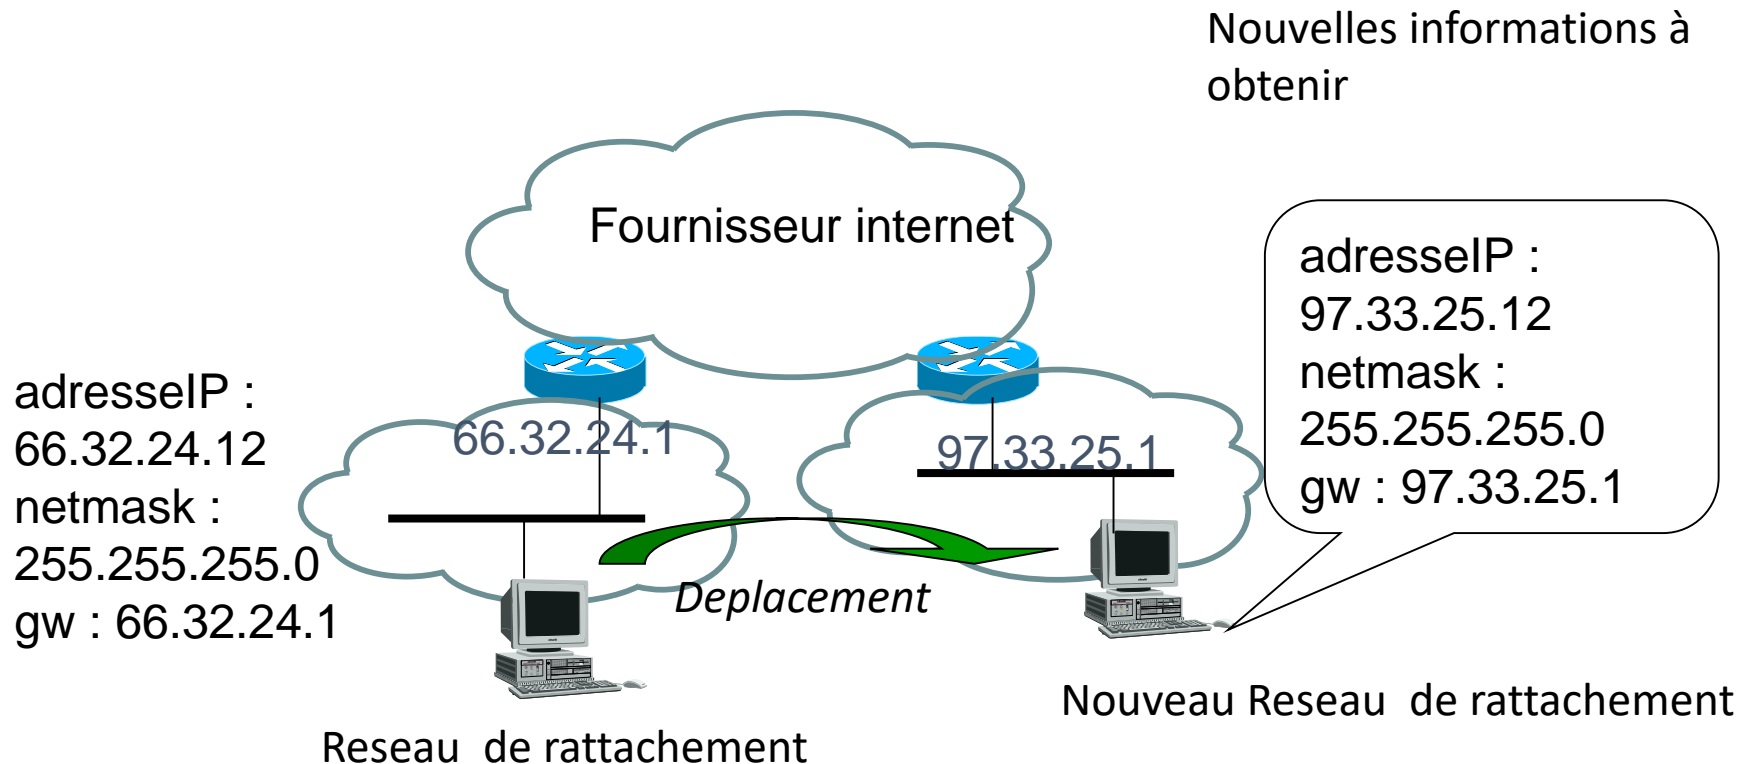 Nouvelles informations à
obtenir
Fournisseur internet
adresseIP :
66.32.24.12
netmask :
255.255.255.0
gw : 66.32.24.1
66.32.24.1
97.33.25.1
adresseIP :
97.33.25.12
netmask :
255.255.255.0
gw : 97.33.25.1
Deplacement
Nouveau Reseau  de rattachement
Reseau  de rattachement